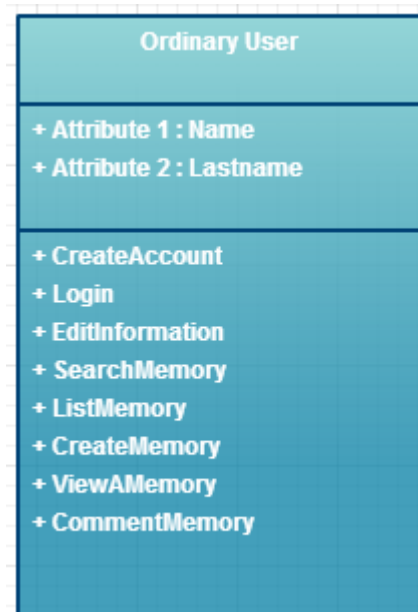 Ordinary User
+ Attribute 1 : Name
+ Attribute 2 : Lastname
+ CreateAccount
+ Login
+ EditInformation
+ SearchMemory
+ ListMemory
+ CreateMemory
+ ViewAMemory
+ CommentMemory